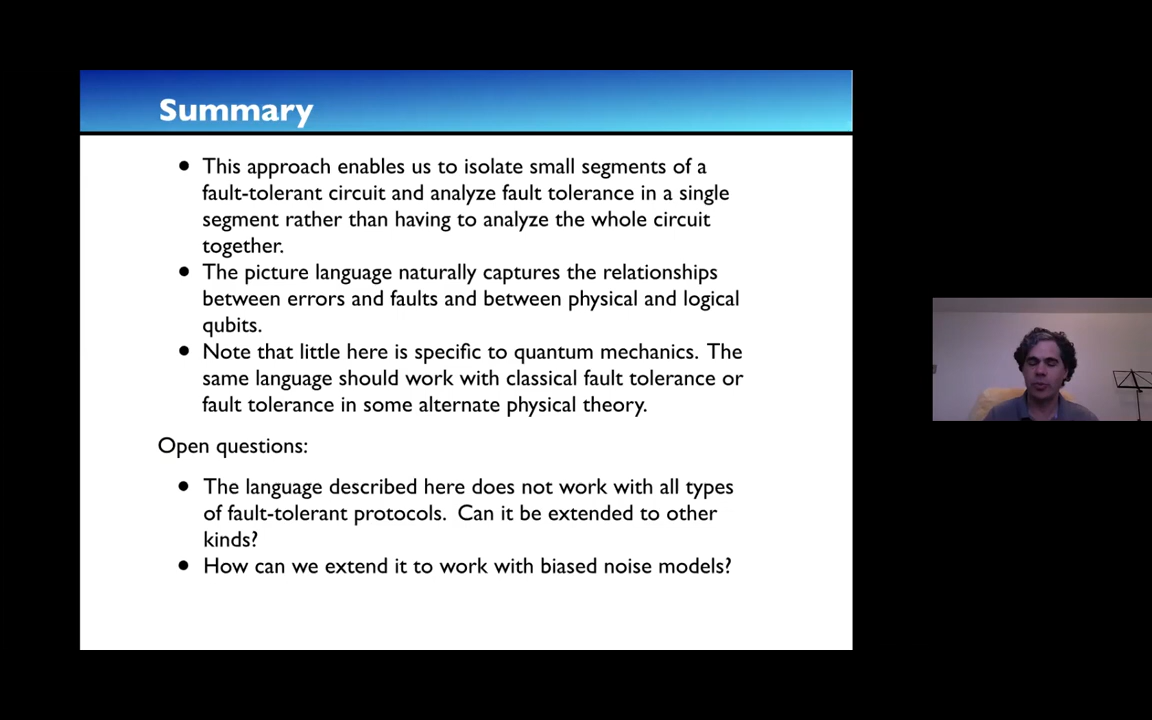 Summary
• This approach enables us to isolate small segments of a
fault-tolerant circuit and analyze fault tolerance in a single
segment rather than having to analyze the whole circuit
together.
• The picture language naturally captures the relationships
between errors and faults and between physical and logical
qubits.
• Note that little here is specific to quantum mechanics. The
same language should work with classical fault tolerance or
fault tolerance in some alternate physical theory.
Open questions:
• The language described here does not work with all types
of fault-tolerant protocols. Can it be extended to other
kinds?
• How can we extend it to work with biased noise models?